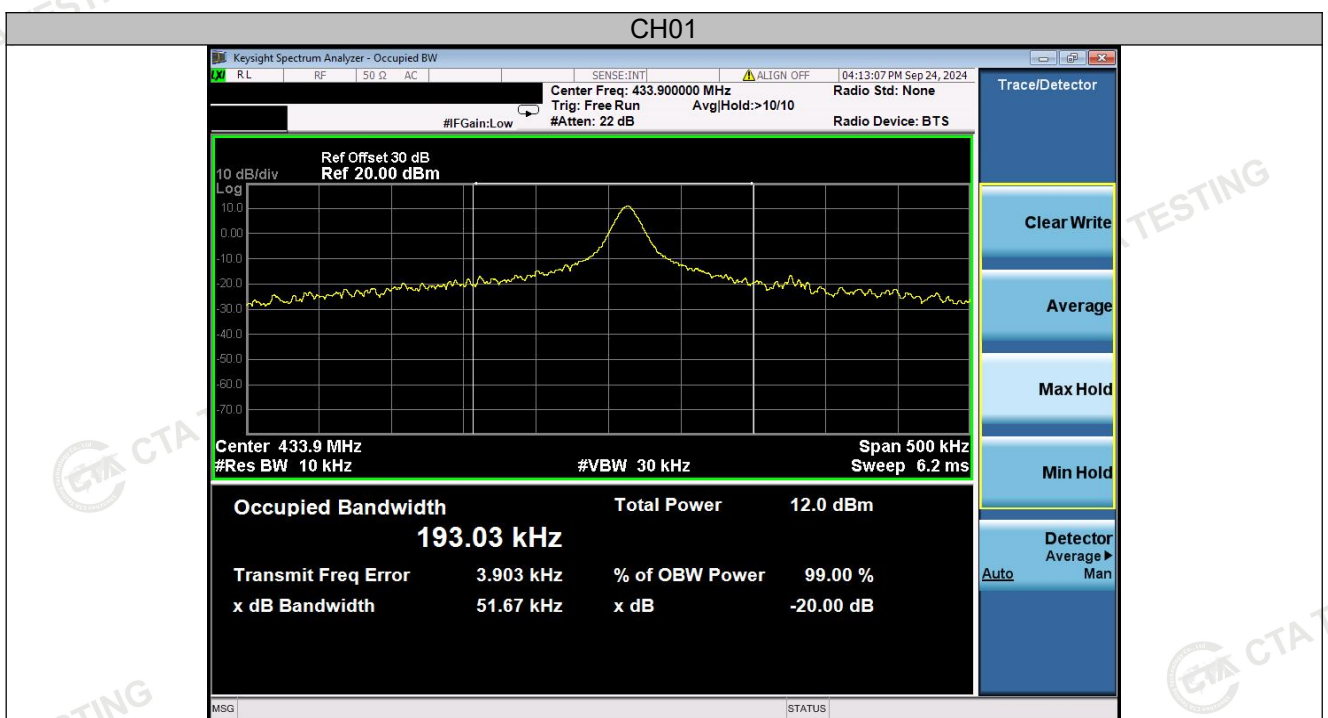 CH01
Keysight Spectrum Analyzer - Occupied BW
LXI RL RF 50 Ω AC SENSE:INT ALIGN OFF 04:13:07 PM Sep 24, 2024
Center Freq: 433.900000 MHz Radio Std: None
Trig: Free Run Avg|Hold:>10/10
#IFGain:Low #Atten: 22 dB Radio Device: BTS
Trace/Detector
Ref Offset 30 dB
10 dB/div Ref 20.00 dBm
Log
10.0
0.00
-10.0
-20.0
-30.0
-40.0
-50.0
-60.0
-70.0
Center 433.9 MHz Span 500 kHz
#Res BW 10 kHz #VBW 30 kHz Sweep 6.2 ms
Clear Write
Average
Max Hold
Min Hold
Detector
Average
Auto Man
Occupied Bandwidth Total Power 12.0 dBm
193.03 kHz
Transmit Freq Error 3.903 kHz % of OBW Power 99.00 %
x dB Bandwidth 51.67 kHz x dB -20.00 dB
MSG STATUS
TESTING
CTA
CTA